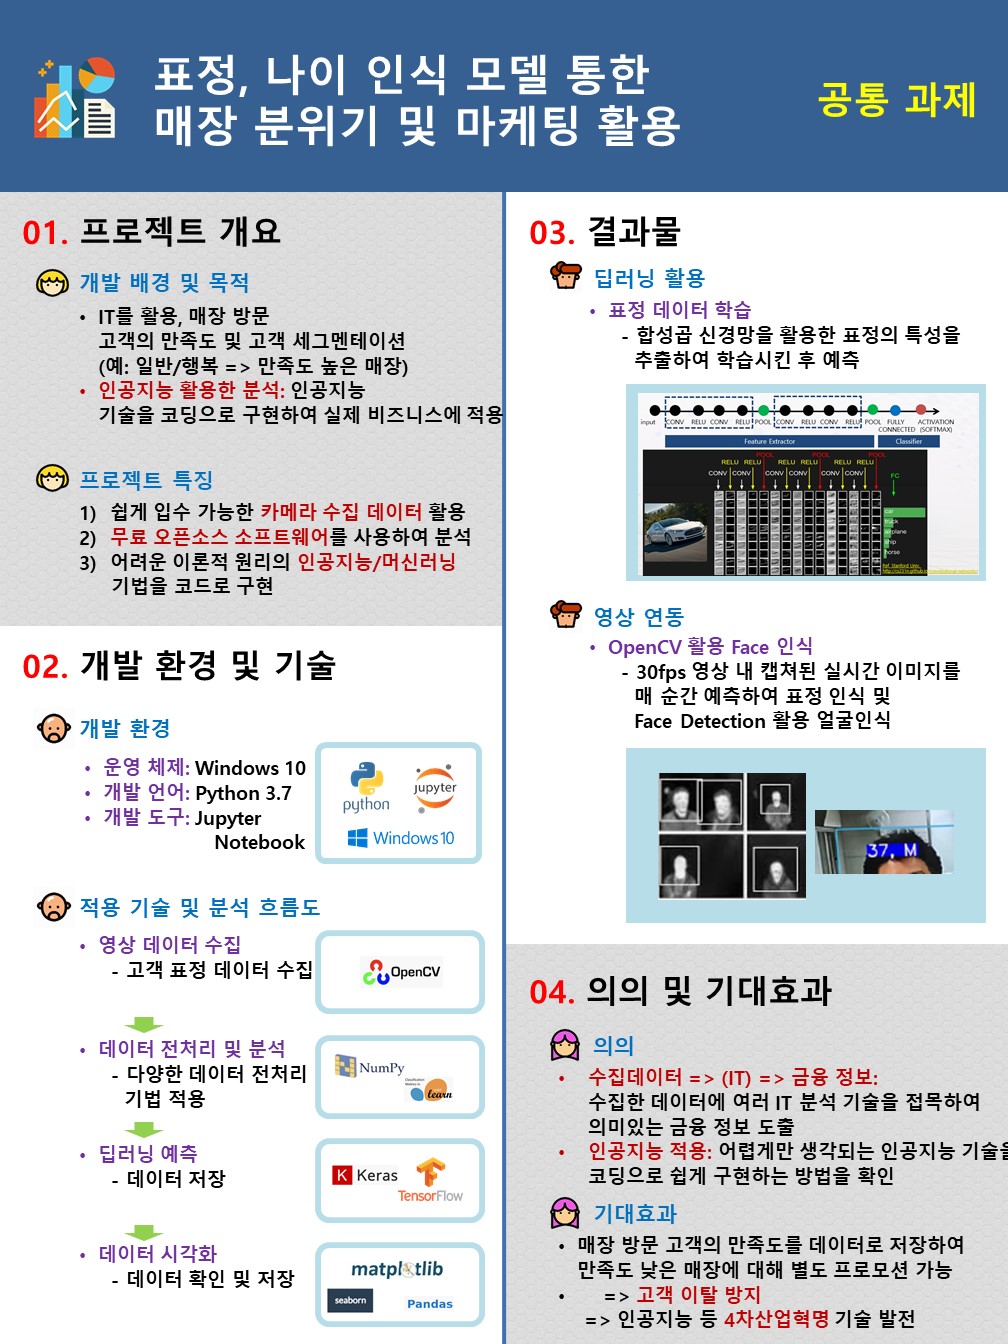 표정, 나이 인식 모델 통한
매장 분위기 및 마케팅 활용
공통 과제
01. 프로젝트 개요
개발 배경 및 목적
• IT를 활용, 매장 방문
고객의 만족도 및 고객 세그멘테이션
(예: 일반/행복 => 만족도 높은 매장)
• 인공지능 활용한 분석: 인공지능
기술을 코딩으로 구현하여 실제 비즈니스에 적용
프로젝트 특징
1) 쉽게 입수 가능한 카메라 수집 데이터 활용
2) 무료 오픈소스 소프트웨어를 사용하여 분석
3) 어려운 이론적 원리의 인공지능/머신러닝
기법을 코드로 구현
02. 개발 환경 및 기술
개발 환경
• 운영 체제: Windows 10
• 개발 언어: Python 3.7
• 개발 도구: Jupyter
Notebook
python
jupyter
Windows10
적용 기술 및 분석 흐름도
• 영상 데이터 수집
- 고객 표정 데이터 수집
OpenCV
• 데이터 전처리 및 분석
- 다양한 데이터 전처리
기법 적용
NumPy
learn
• 딥러닝 예측
- 데이터 저장
K Keras
TensorFlow
• 데이터 시각화
- 데이터 확인 및 저장
matplotlib
seaborn
Pandas
03. 결과물
딥러닝 활용
• 표정 데이터 학습
- 합성곱 신경망을 활용한 표정의 특성을
추출하여 학습시킨 후 예측
input CONV RELU CONV RELU POOL CONV RELU CONV RELU POOL FULLY CONNECTED ACTIVATION (SOFTMAX)
Feature Extractor Classifier
POOL POOL POOL
RELU RELU RELU RELU RELU RELU
CONV CONV CONV CONV CONV CONV FC
car
truck
airplane
ship
horse
영상 연동
• OpenCV 활용 Face 인식
- 30fps 영상 내 캡쳐된 실시간 이미지를
매 순간 예측하여 표정 인식 및
Face Detection 활용 얼굴인식
37, M
04. 의의 및 기대효과
의의
• 수집데이터 => (IT) => 금융 정보:
수집한 데이터에 여러 IT 분석 기술을 접목하여
의미있는 금융 정보 도출
• 인공지능 적용: 어렵게만 생각되는 인공지능 기술을
코딩으로 쉽게 구현하는 방법을 확인
기대효과
• 매장 방문 고객의 만족도를 데이터로 저장하여
만족도 낮은 매장에 대해 별도 프로모션 가능
• => 고객 이탈 방지
=> 인공지능 등 4차산업혁명 기술 발전